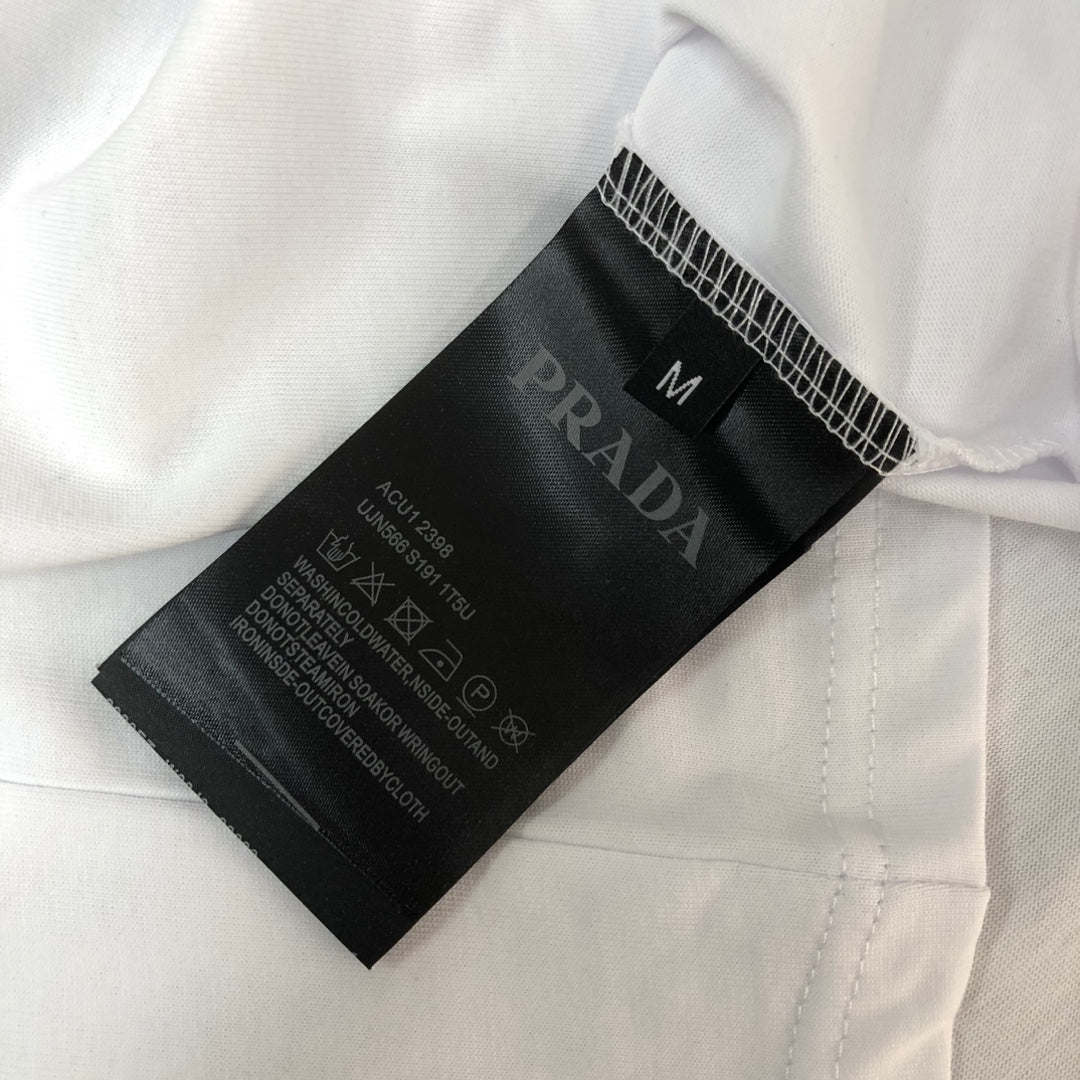 M
PRADA
ACU1 2398
UJN566 S191 1T5U
P
WASHINCOLDWATER,NSIDE-OUTAND
SEPARATELY
DONOTLEAVEIN SOAKOR WRINGOUT
DONOTSTEAMIRON
IRONINSDE-OUTCOVEREDBYCLOTH